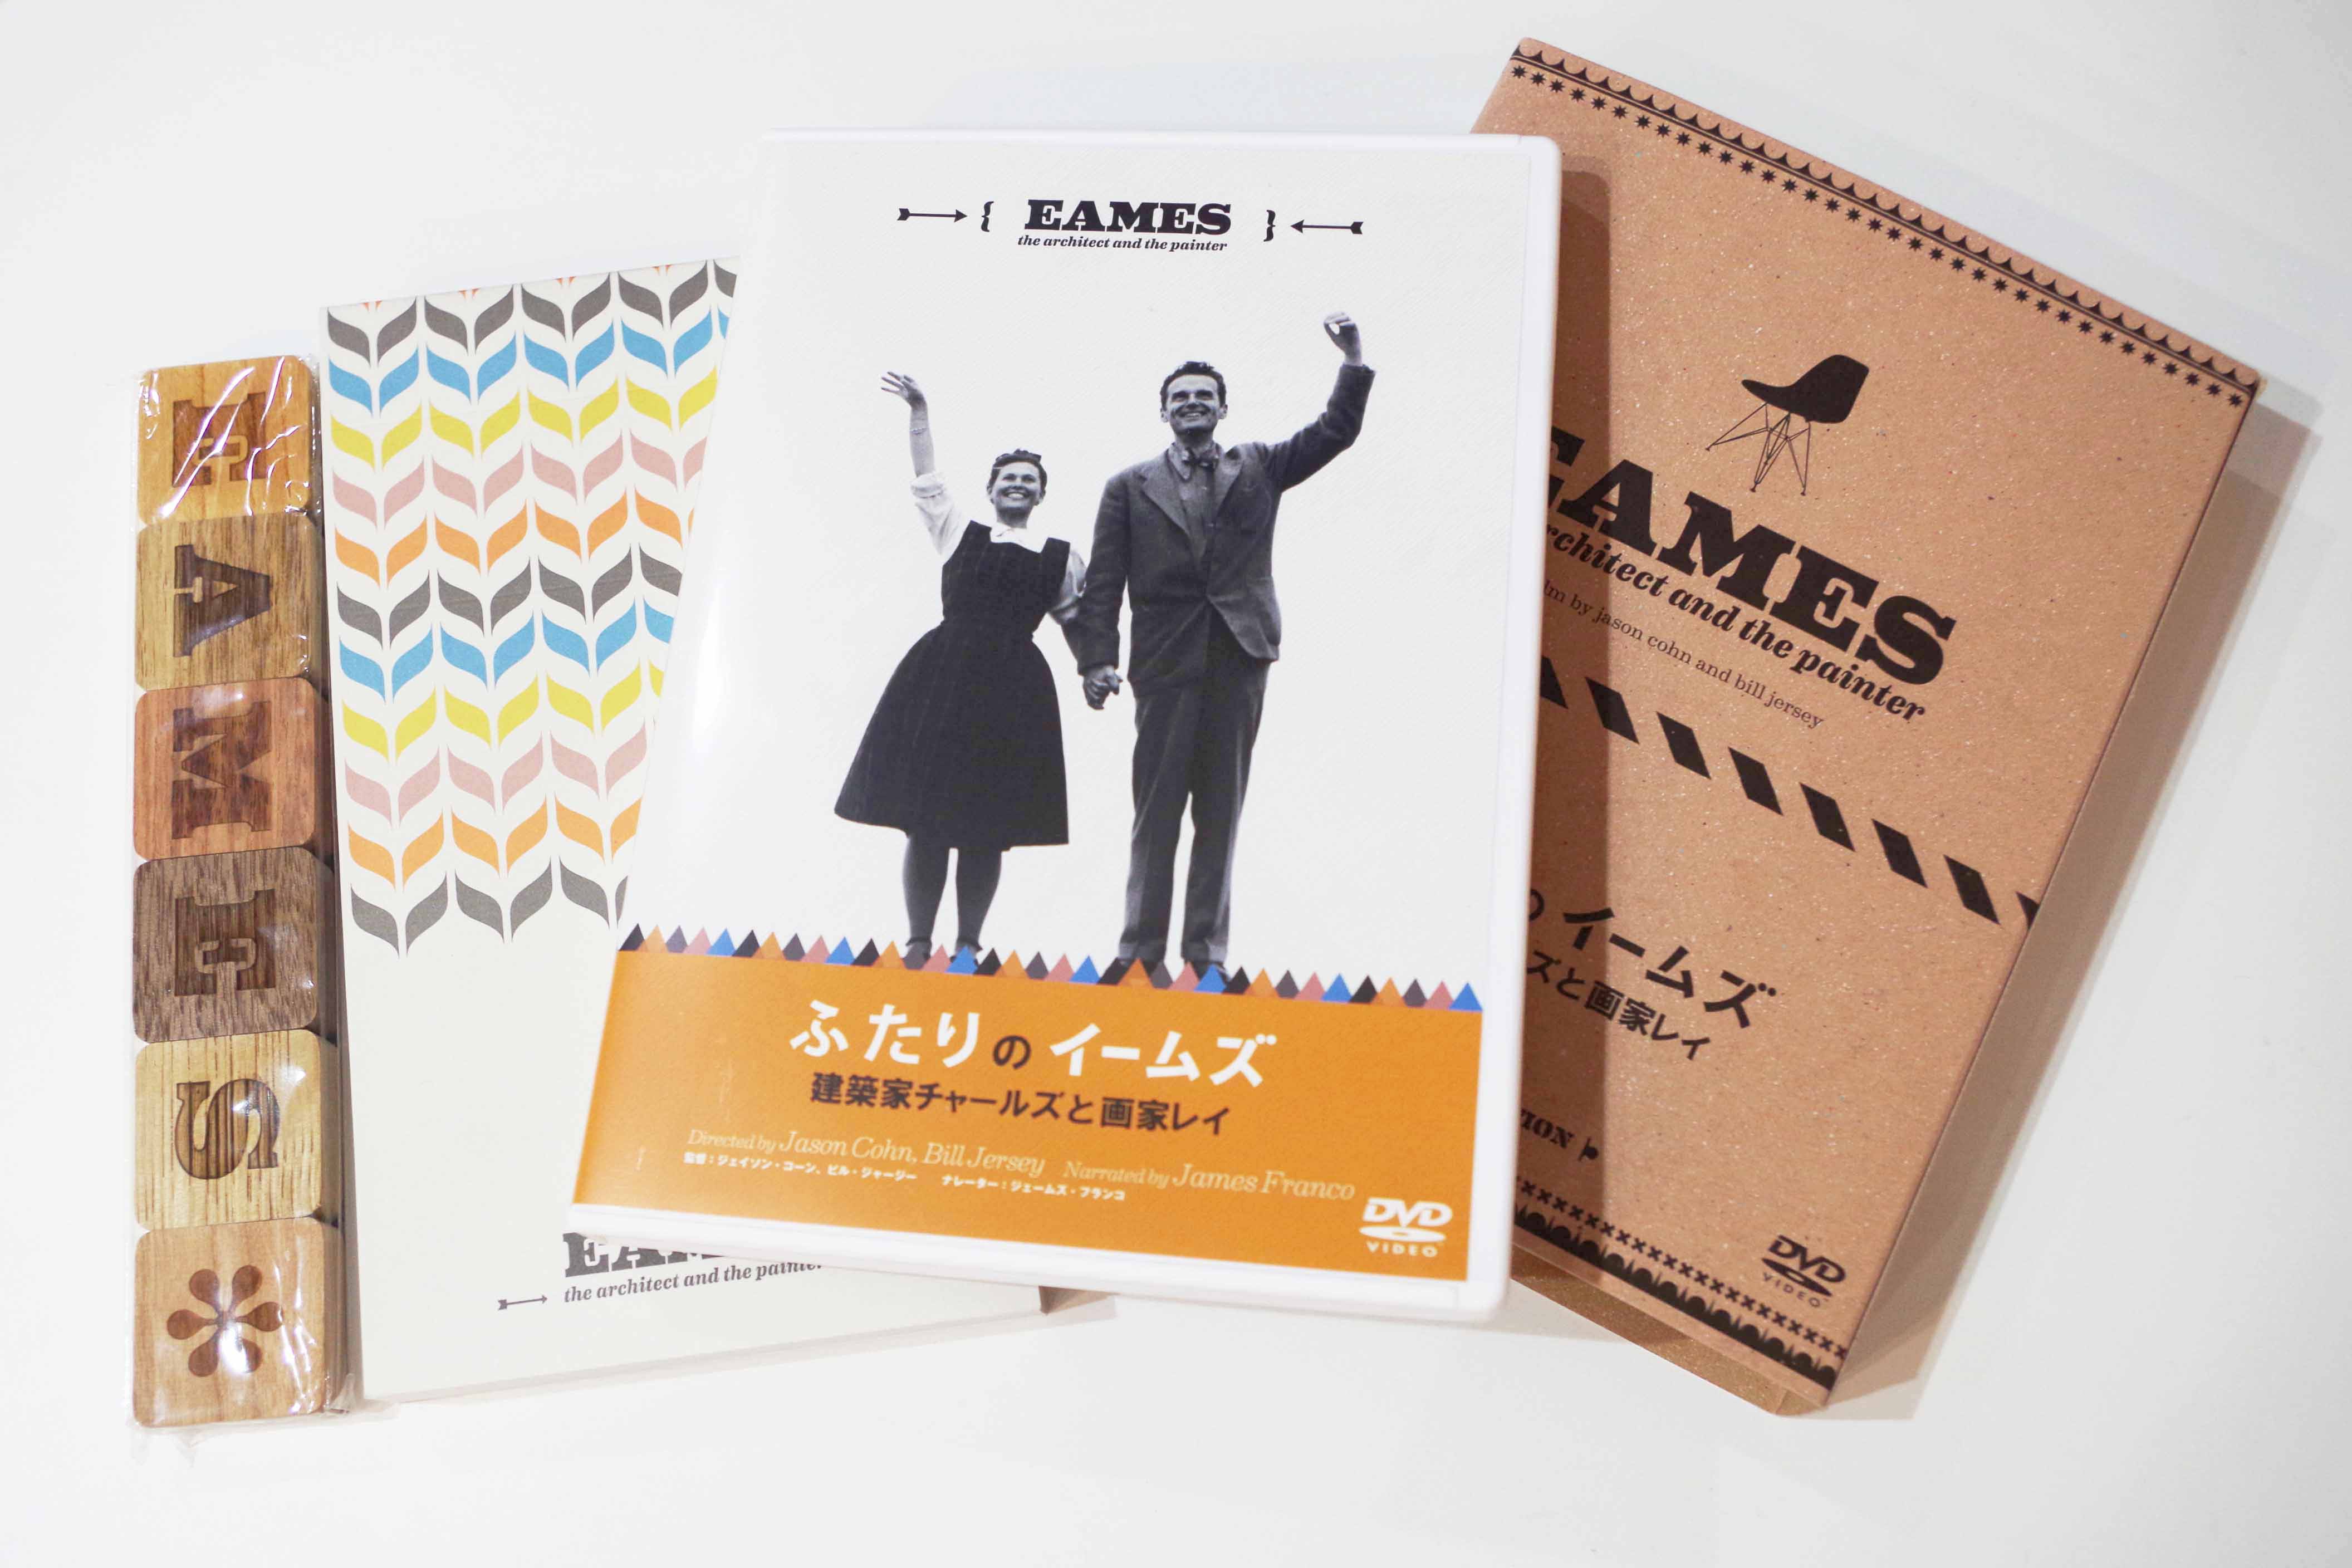 E
A
M
E
S
*
EAM
the architect and the painter
{ EAMES }
the architect and the painter
ふたりのイームズ
建築家チャールズと画家レイ
Directed by Jason Cohn, Bill Jersey Narrated by James Franco
監督：ジェイソン・コーン、ビル・ジャージー ナレーター：ジェームズ・フランコ
DVD
VIDEO
EAMES
architect and the painter
by jason cohn and bill jersey
の イームズ
ズと画家レイ
DVD
VIDEO